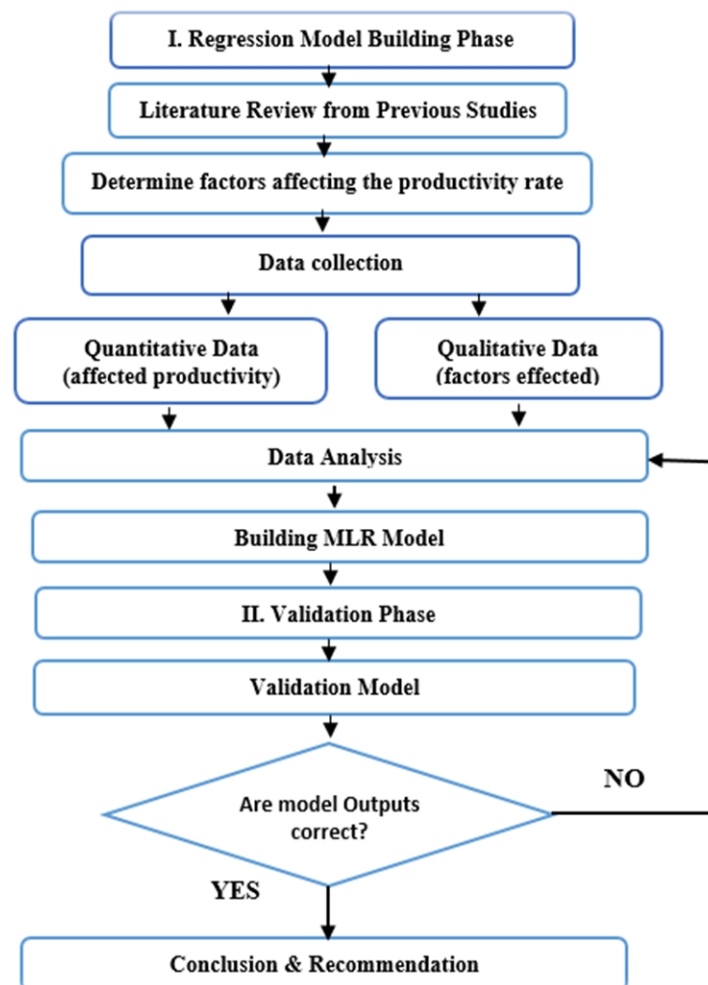 I. Regression Model Building Phase
Literature Review from Previous Studies
Determine factors affecting the productivity rate
Data collection
Quantitative Data
(affected productivity)
Qualitative Data
(factors effected)
Data Analysis
Building MLR Model
II. Validation Phase
Validation Model
Are model Outputs
correct?
NO
YES
Conclusion & Recommendation